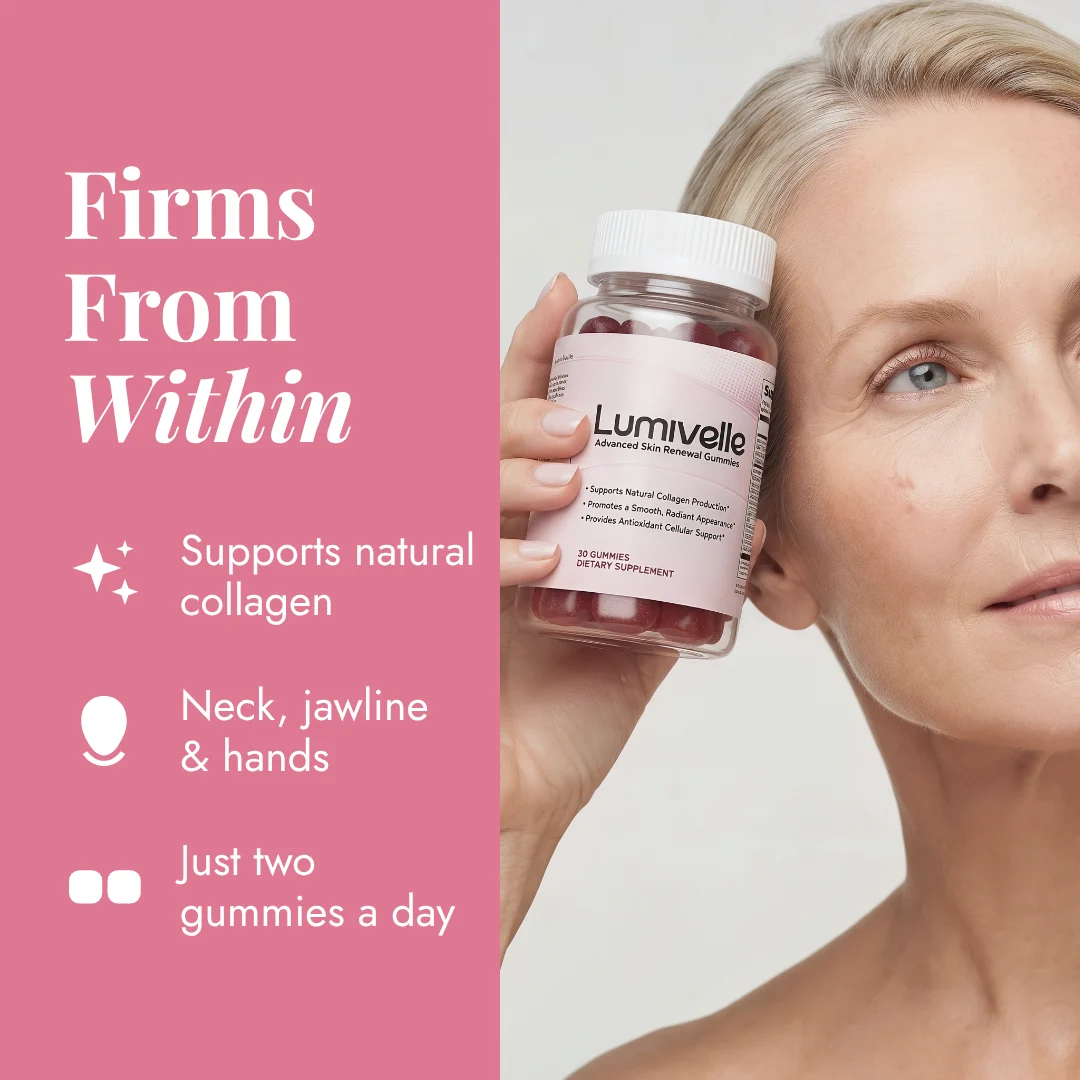 Firms
From
Within
Supports natural
collagen
Neck, jawline
& hands
Just two
gummies a day
Lumivelle
Advanced Skin Renewal Gummies
• Supports Natural Collagen Production*
• Promotes a Smooth, Radiant Appearance*
• Provides Antioxidant Cellular Support*
30 GUMMIES
DIETARY SUPPLEMENT